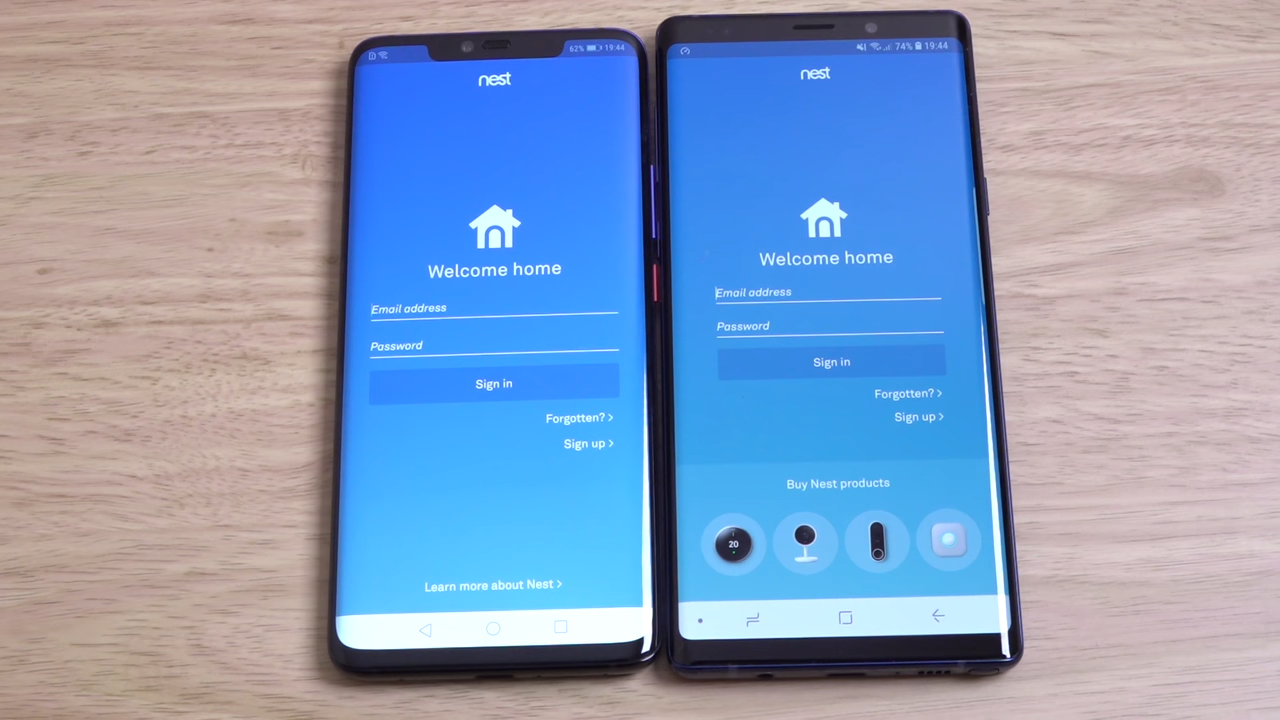 62% 19:44
nest
Welcome home
Email address
Password
Sign in
Forgotten? >
Sign up >
Learn more about Nest >
74% 19:44
nest
Welcome home
Email address
Password
Sign in
Forgotten? >
Sign up >
Buy Nest products
20